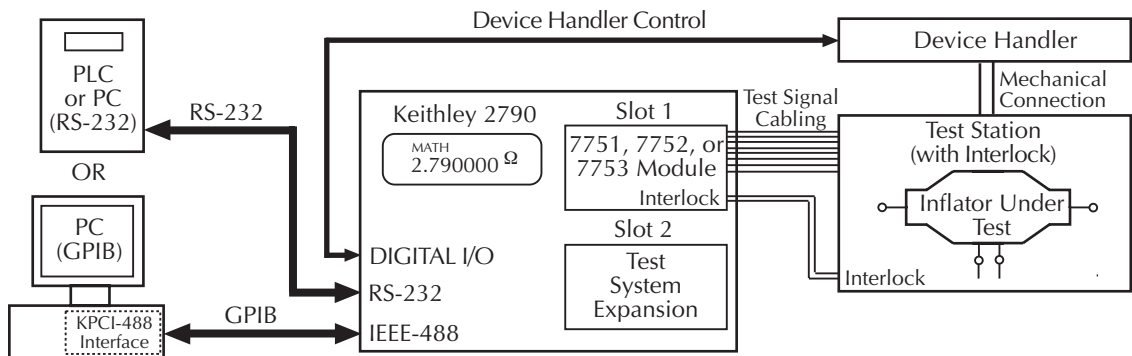 Device Handler Control
Device Handler
PLC
or PC
(RS-232)
RS-232
OR
PC
(GPIB)
KPCI-488
Interface
GPIB
Keithley 2790
MATH
2.790000 Ω
DIGITAL I/O
RS-232
IEEE-488
Slot 1
7751, 7752, or
7753 Module
Interlock
Slot 2
Test
System
Expansion
Test Signal
Cabling
Mechanical
Connection
Test Station
(with Interlock)
Inflator Under
Test
Interlock